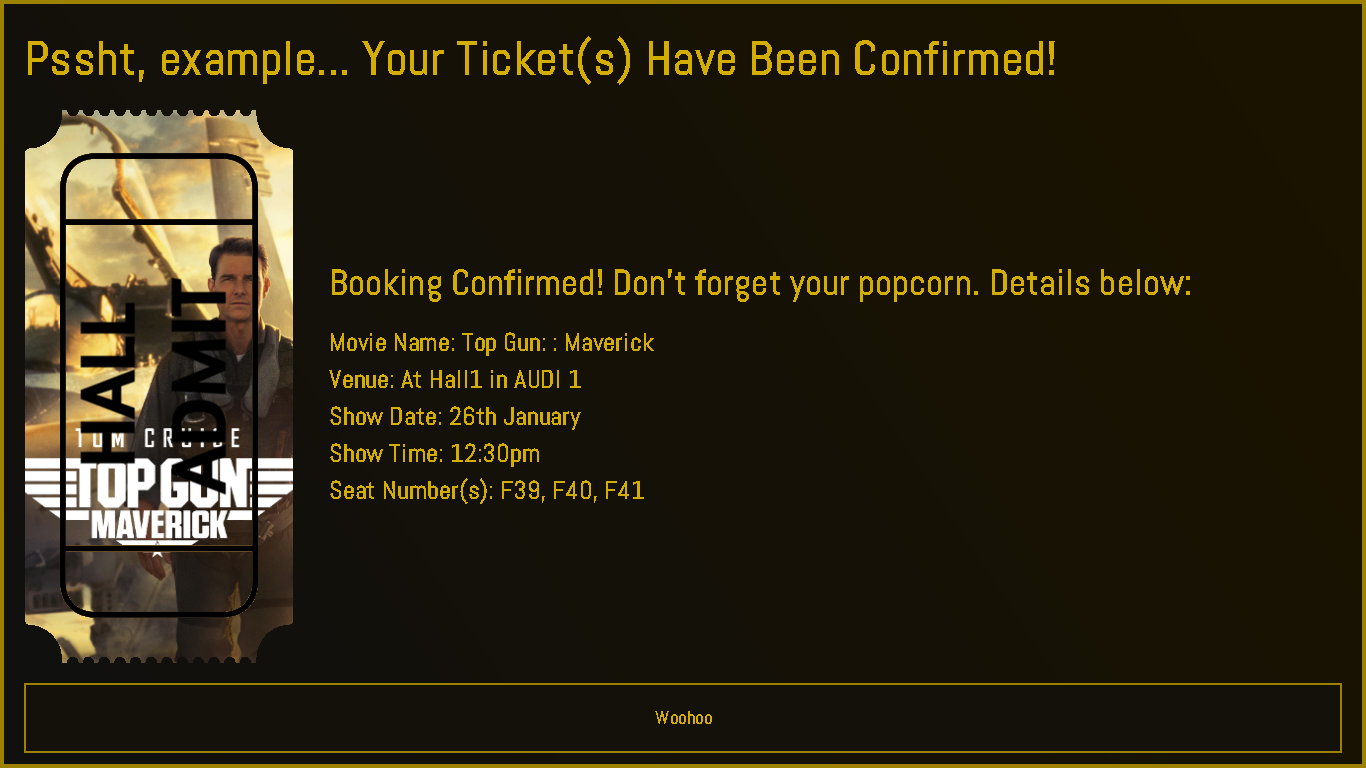 Pssht, example... Your Ticket(s) Have Been Confirmed!
HALL
ADMIT
TOM CRUISE
TOP GUN
MAVERICK
Booking Confirmed! Don't forget your popcorn. Details below:
Movie Name: Top Gun: : Maverick
Venue: At Hall1 in AUDI 1
Show Date: 26th January
Show Time: 12:30pm
Seat Number(s): F39, F40, F41
Woohoo